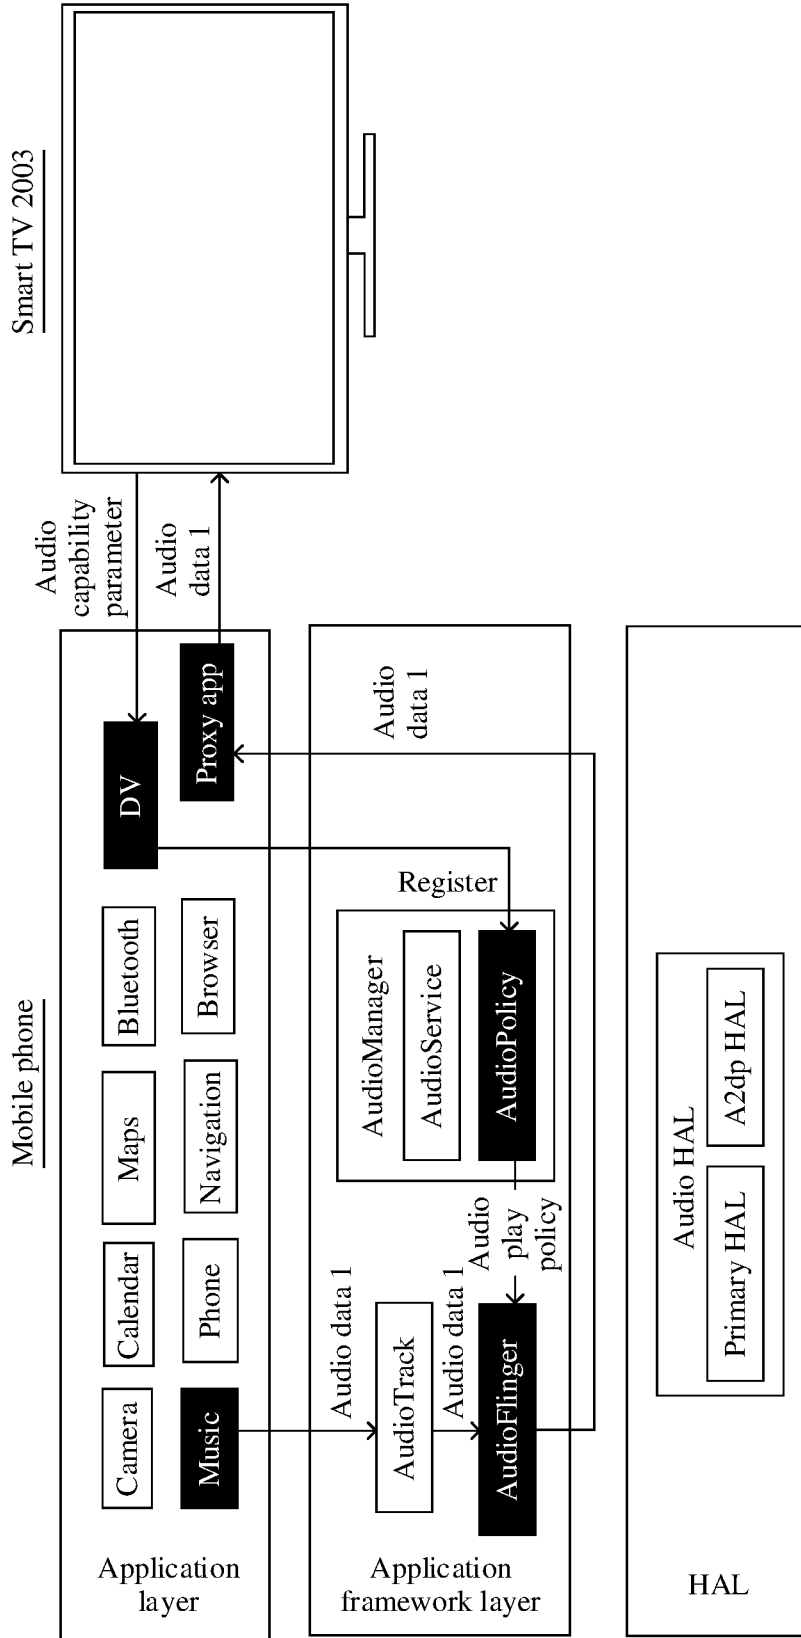 Mobile phone
Smart TV 2003
Application
layer
Camera
Calendar
Maps
Bluetooth
DV
Music
Phone
Navigation
Browser
Proxy app
Audio
capability
parameter
Audio
data 1
Application
framework layer
Audio data 1
AudioTrack
Audio data 1
AudioFlinger
Audio
play
policy
AudioManager
AudioService
AudioPolicy
Register
Audio
data 1
HAL
Audio HAL
Primary HAL
A2dp HAL